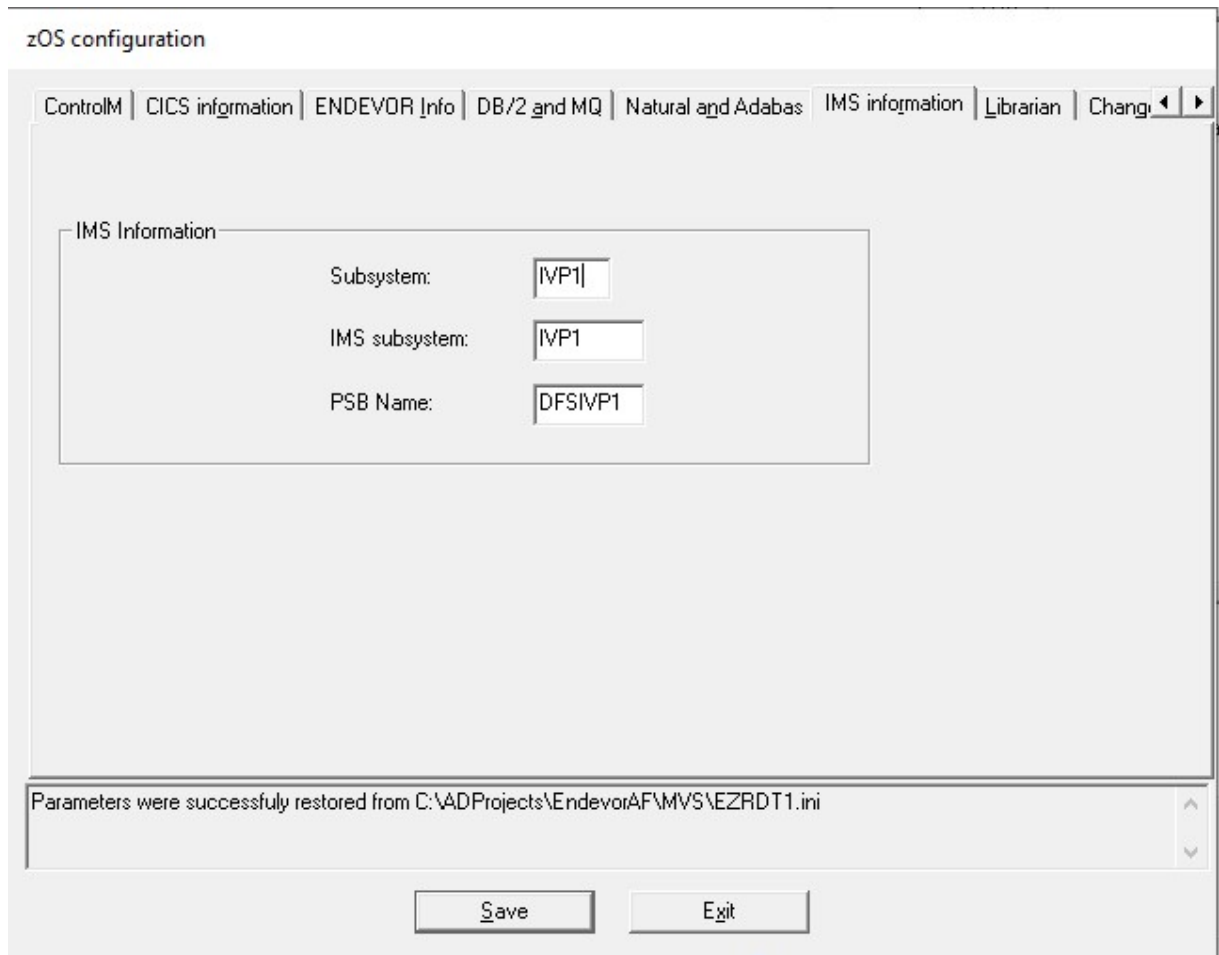 zOS configuration
ControlM CICS information ENDEVOR Info DB/2 and MQ Natural and Adabas IMS information Librarian Chang
IMS Information
Subsystem: IVP1
IMS subsystem: IVP1
PSB Name: DFSIVP1
Parameters were successfuly restored from C:\ADProjects\EndevorAF\MVS\EZRDT1.ini
Save Exit